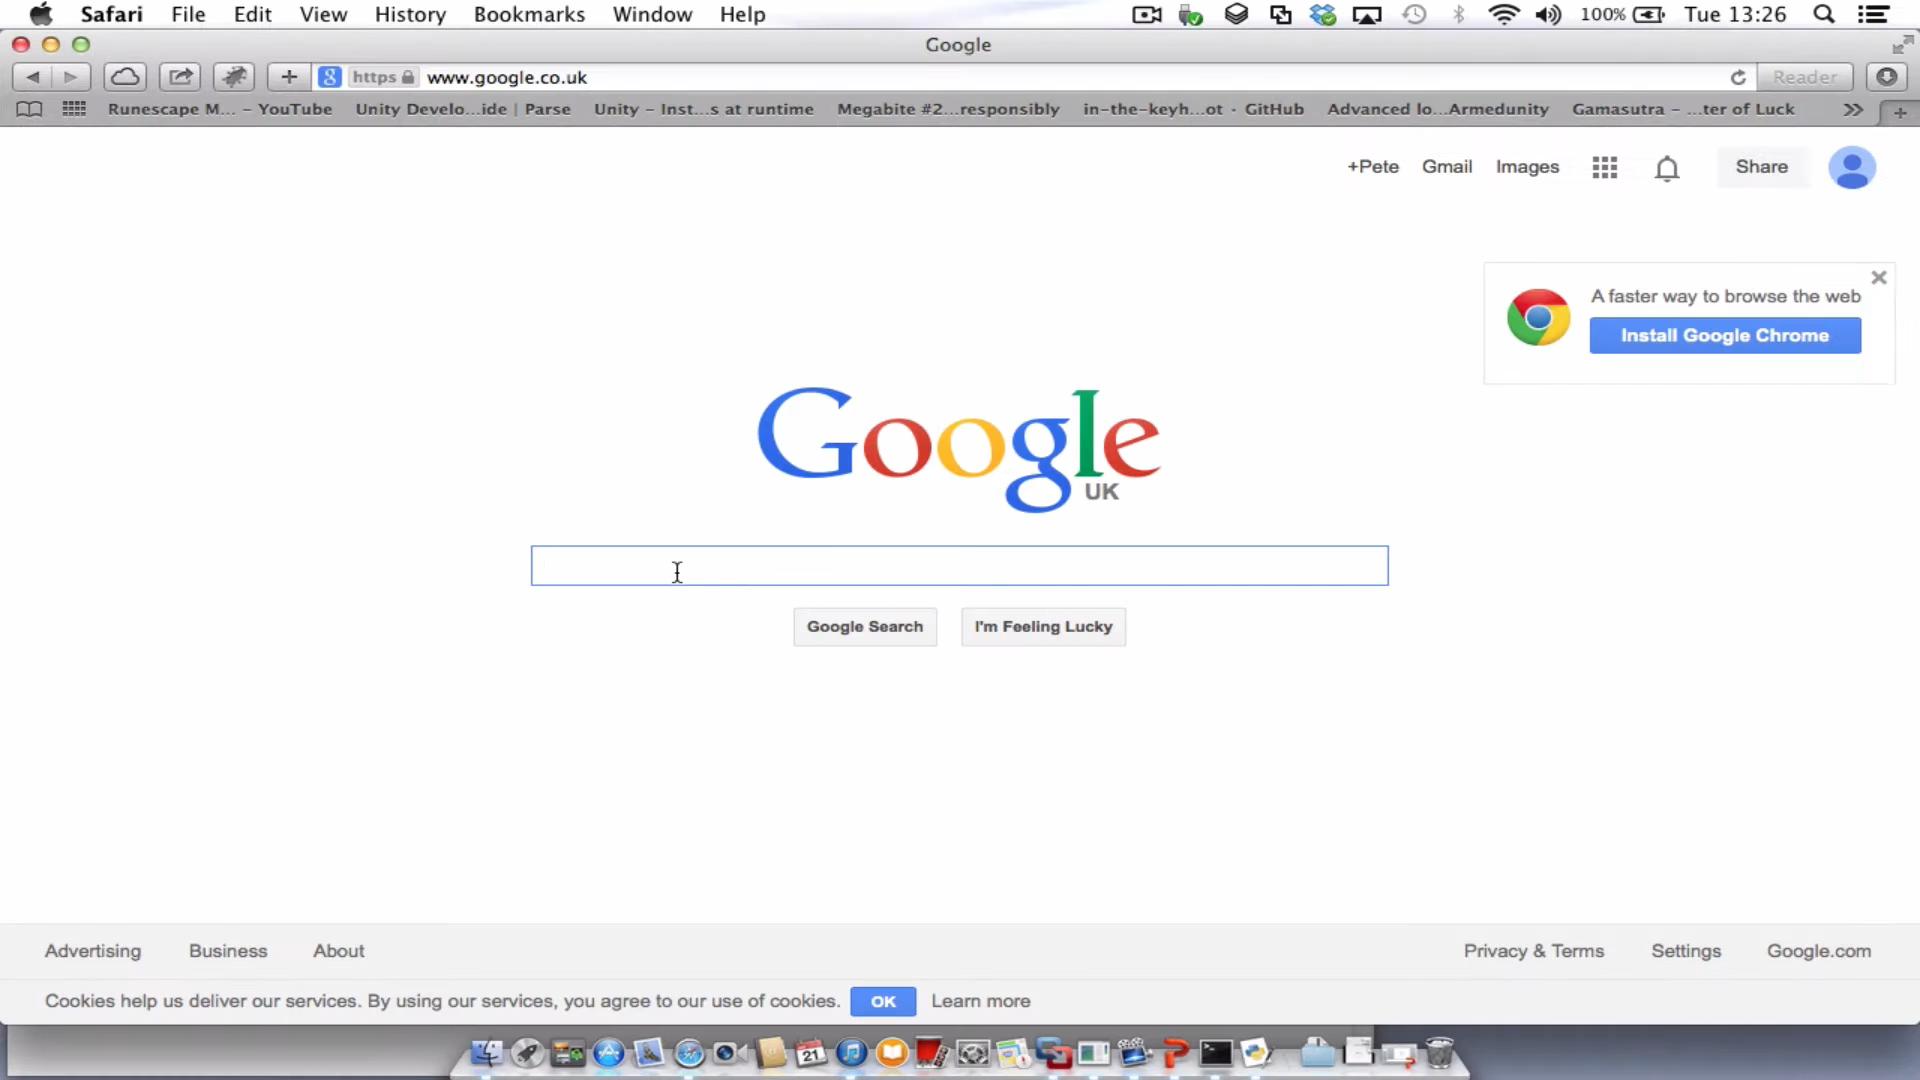 Safari File Edit View History Bookmarks Window Help 100% Tue 13:26
Google
https www.google.co.uk Reader
Runescape M... – YouTube Unity Develo...ide | Parse Unity – Inst...s at runtime Megabite #2...responsibly in-the-keyh...ot · GitHub Advanced lo...Armedunity Gamasutra – ...ter of Luck
+Pete Gmail Images Share
A faster way to browse the web
Install Google Chrome
Google
UK
Google Search I'm Feeling Lucky
Advertising Business About Privacy & Terms Settings Google.com
Cookies help us deliver our services. By using our services, you agree to our use of cookies. OK Learn more
21